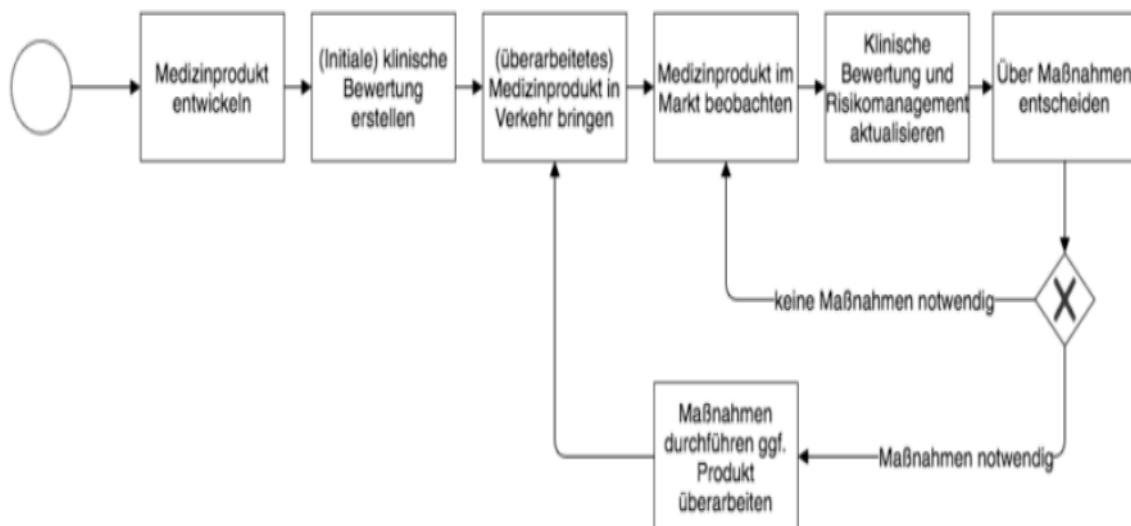 Medizinprodukt
entwickeln
(Initiale) klinische
Bewertung
erstellen
(überarbeitetes)
Medizinprodukt in
Verkehr bringen
Medizinprodukt im
Markt beobachten
Klinische
Bewertung und
Risikomanagement
aktualisieren
Über Maßnahmen
entscheiden
keine Maßnahmen notwendig
Maßnahmen
durchführen ggf.
Produkt
überarbeiten
Maßnahmen notwendig